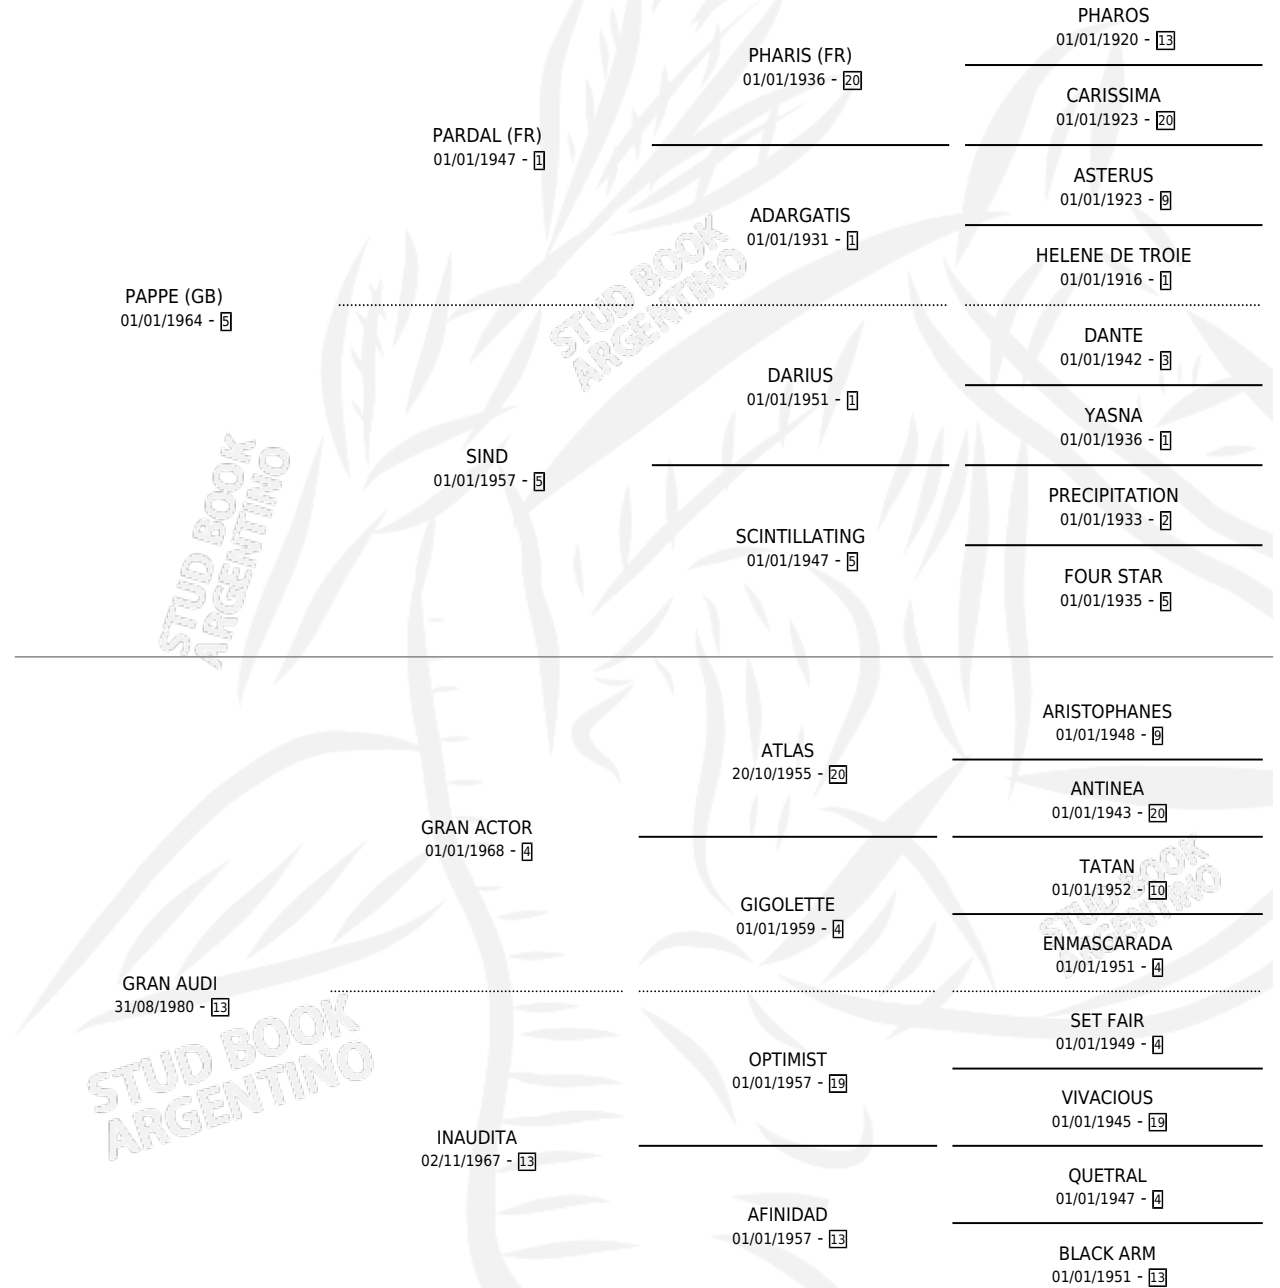 PHAROS
01/01/1920 - 13
PHARIS (FR)
01/01/1936 - 20
CARISSIMA
01/01/1923 - 20
PARDAL (FR)
01/01/1947 - 1
ASTERUS
01/01/1923 - 9
ADARGATIS
01/01/1931 - 1
HELENE DE TROIE
01/01/1916 - 1
PAPPE (GB)
01/01/1964 - 5
STUD BOOK
ARGENTINO
DANTE
01/01/1942 - 3
DARIUS
01/01/1951 - 1
YASNA
01/01/1936 - 1
SIND
01/01/1957 - 5
PRECIPITATION
01/01/1933 - 2
SCINTILLATING
01/01/1947 - 5
FOUR STAR
01/01/1935 - 5
STUD BOOK
ARGENTINO
ARISTOPHANES
01/01/1948 - 9
ATLAS
20/10/1955 - 20
ANTINEA
01/01/1943 - 20
GRAN ACTOR
01/01/1968 - 4
TATAN
01/01/1952 - 10
GIGOLETTE
01/01/1959 - 4
STUD BOOK
ARGENTINO
ENMASCARADA
01/01/1951 - 4
GRAN AUDI
31/08/1980 - 13
SET FAIR
01/01/1949 - 4
OPTIMIST
01/01/1957 - 19
STUD BOOK
ARGENTINO
VIVACIOUS
01/01/1945 - 19
INAUDITA
02/11/1967 - 13
QUETRAL
01/01/1947 - 4
AFINIDAD
01/01/1957 - 13
BLACK ARM
01/01/1951 - 13